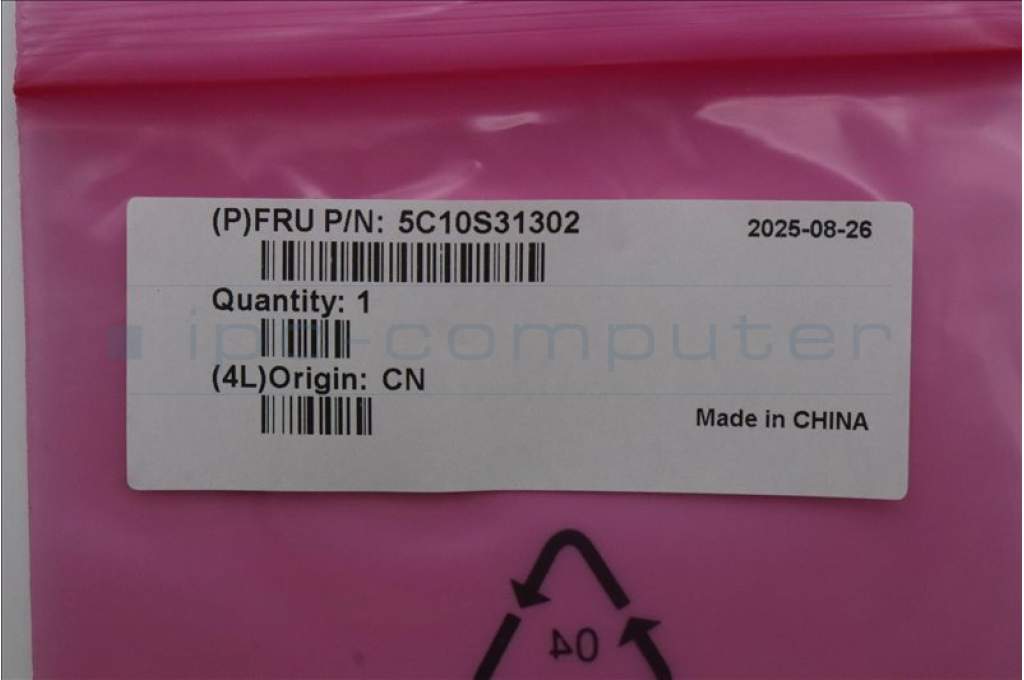 (P)FRU P/N: 5C10S31302
2025-08-26
Quantity: 1
ipc-computer
(4L)Origin: CN
Made in CHINA
04